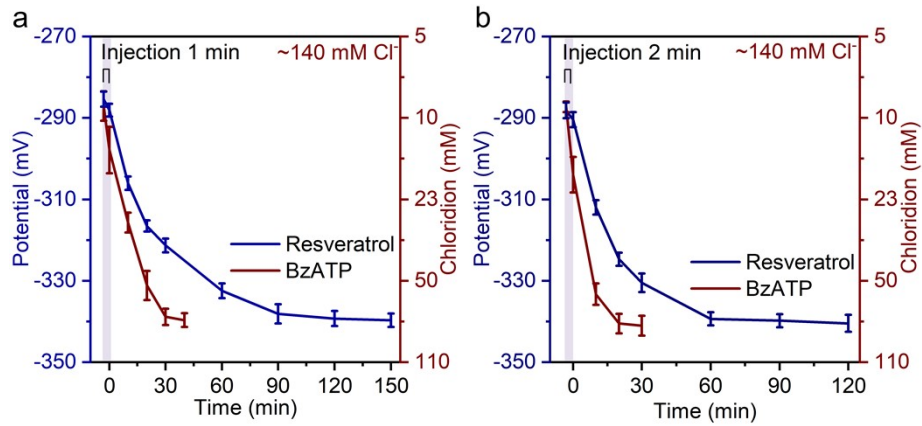 a
Injection 1 min
~140 mM Cl⁻
Potential (mV)
-270
-290
-310
-330
-350
Resveratrol
BzATP
5
10
23
50
110
Chloridion (mM)
0 30 60 90 120 150
Time (min)
b
Injection 2 min
~140 mM Cl⁻
Potential (mV)
-270
-290
-310
-330
-350
Resveratrol
BzATP
5
10
23
50
110
Chloridion (mM)
0 30 60 90 120
Time (min)